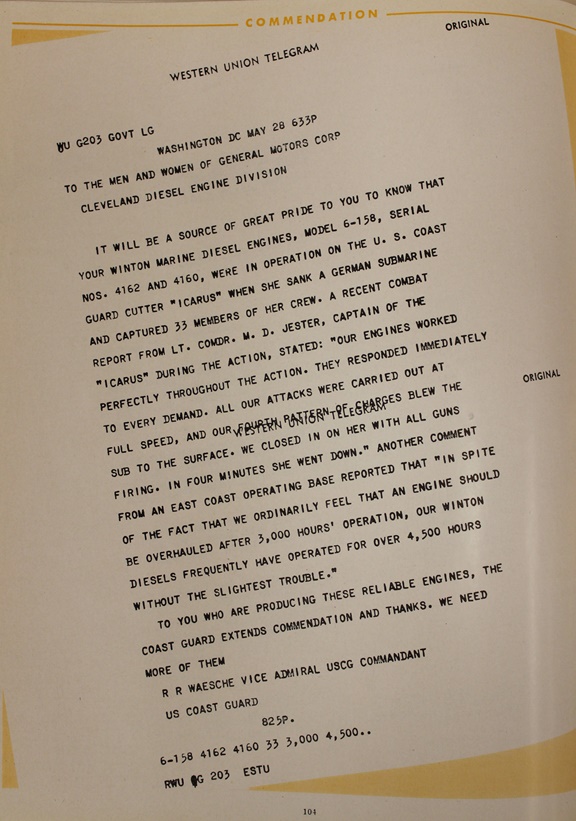 COMMENDATION
ORIGINAL
WESTERN UNION TELEGRAM
WU G203 GOVT LG
WASHINGTON DC MAY 28 633P
TO THE MEN AND WOMEN OF GENERAL MOTORS CORP
CLEVELAND DIESEL ENGINE DIVISION
IT WILL BE A SOURCE OF GREAT PRIDE TO YOU TO KNOW THAT
YOUR WINTON MARINE DIESEL ENGINES, MODEL 6-158, SERIAL
NOS. 4162 AND 4160, WERE IN OPERATION ON THE U. S. COAST
GUARD CUTTER "ICARUS" WHEN SHE SANK A GERMAN SUBMARINE
AND CAPTURED 33 MEMBERS OF HER CREW. A RECENT COMBAT
REPORT FROM LT. COMDR. M. D. JESTER, CAPTAIN OF THE
"ICARUS" DURING THE ACTION, STATED: "OUR ENGINES WORKED
PERFECTLY THROUGHOUT THE ACTION. THEY RESPONDED IMMEDIATELY
TO EVERY DEMAND. ALL OUR ATTACKS WERE CARRIED OUT AT
FULL SPEED, AND OUR FOURTH PATTERN OF CHARGES BLEW THE
WESTERN UNION TELEGRAM
ORIGINAL
SUB TO THE SURFACE. WE CLOSED IN ON HER WITH ALL GUNS
FIRING. IN FOUR MINUTES SHE WENT DOWN." ANOTHER COMMENT
FROM AN EAST COAST OPERATING BASE REPORTED THAT "IN SPITE
OF THE FACT THAT WE ORDINARILY FEEL THAT AN ENGINE SHOULD
BE OVERHAULED AFTER 3,000 HOURS' OPERATION, OUR WINTON
DIESELS FREQUENTLY HAVE OPERATED FOR OVER 4,500 HOURS
WITHOUT THE SLIGHTEST TROUBLE."
TO YOU WHO ARE PRODUCING THESE RELIABLE ENGINES, THE
COAST GUARD EXTENDS COMMENDATION AND THANKS. WE NEED
MORE OF THEM
R R WAESCHE VICE ADMIRAL USCG COMMANDANT
US COAST GUARD
825P.
6-158 4162 4160 33 3,000 4,500..
RWU G 203 ESTU
104